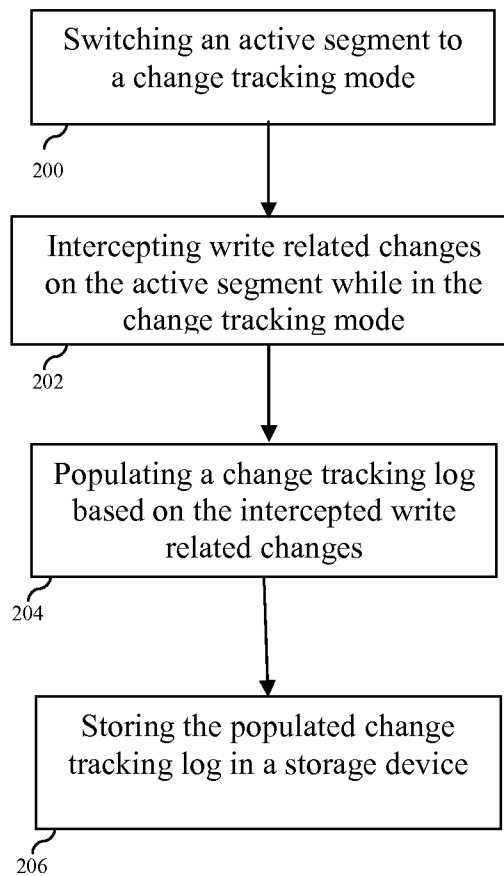 Switching an active segment to
a change tracking mode
200
Intercepting write related changes
on the active segment while in the
change tracking mode
202
Populating a change tracking log
based on the intercepted write
related changes
204
Storing the populated change
tracking log in a storage device
206